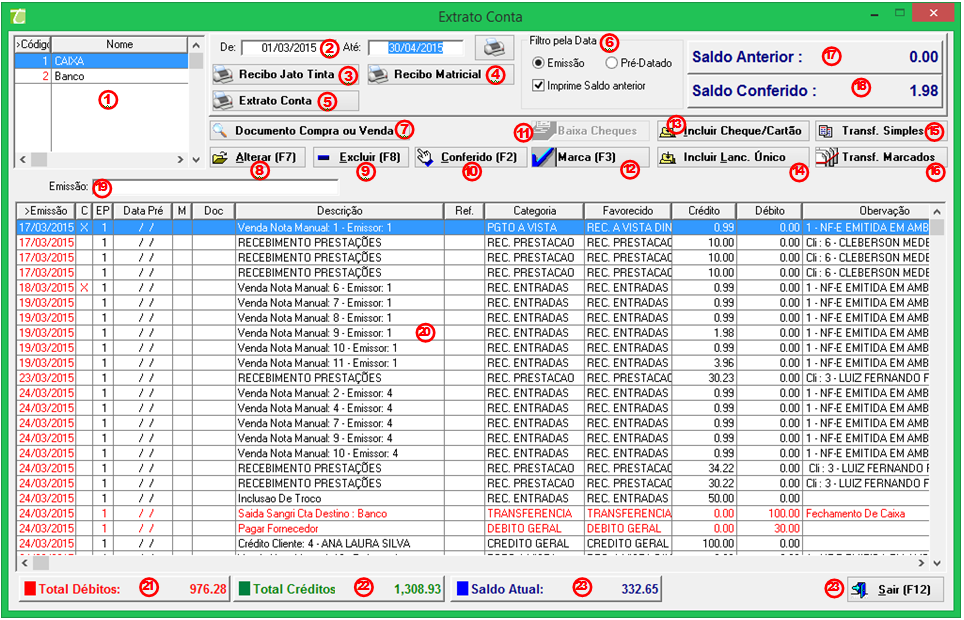 Extrato Conta
>Código Nome
1 CAIXA
2 Banco
1
De: 01/03/2015 2 Até: 30/04/2015
Recibo Jato Tinta 3 Recibo Matricial 4
Extrato Conta 5
Filtro pela Data 6
Emissão Pré-Datado
Imprime Saldo anterior
Saldo Anterior : 17 0.00
Saldo Conferido : 18 1.98
Documento Compra ou Venda 7 11 Baixa Cheques 13 Incluir Cheque/Cartão Transf. Simples 15
Alterar (F7) 8 Excluir (F8) 9 Conferido (F2) 10 Marca (F3) 12 Incluir Lanc. Único 14 Transf. Marcados 16
Emissão: 19
>Emissão C EP Data Pré M Doc Descrição Ref. Categoria Favorecido Crédito Débito Obervação
17/03/2015 X 1 / / Venda Nota Manual: 1 - Emissor: 1 PGTO A VISTA REC. A VISTA DIN 0.99 0.00 1 - NF-E EMITIDA EM AMB
17/03/2015 1 / / RECEBIMENTO PRESTAÇÕES REC. PRESTACAO REC. PRESTACAC 10.00 0.00 Cli : 6 - CLEBERSON MEDE
17/03/2015 1 / / RECEBIMENTO PRESTAÇÕES REC. PRESTACAO REC. PRESTACAC 10.00 0.00 Cli : 6 - CLEBERSON MEDE
17/03/2015 1 / / RECEBIMENTO PRESTAÇÕES REC. PRESTACAO REC. PRESTACAC 10.00 0.00 Cli : 6 - CLEBERSON MEDE
18/03/2015 X 1 / / Venda Nota Manual: 6 - Emissor: 1 REC. ENTRADAS REC. ENTRADAS 0.99 0.00 1 - NF-E EMITIDA EM AMB
19/03/2015 1 / / Venda Nota Manual: 7 - Emissor: 1 REC. ENTRADAS REC. ENTRADAS 0.99 0.00 1 - NF-E EMITIDA EM AMB
19/03/2015 1 / / Venda Nota Manual: 8 - Emissor: 1 REC. ENTRADAS REC. ENTRADAS 0.99 0.00 1 - NF-E EMITIDA EM AMB
19/03/2015 1 / / Venda Nota Manual: 9 - Emissor: 1 20 REC. ENTRADAS REC. ENTRADAS 1.98 0.00 1 - NF-E EMITIDA EM AMB
19/03/2015 1 / / Venda Nota Manual: 10 - Emissor: 1 REC. ENTRADAS REC. ENTRADAS 0.99 0.00 1 - NF-E EMITIDA EM AMB
19/03/2015 1 / / Venda Nota Manual: 11 - Emissor: 1 REC. ENTRADAS REC. ENTRADAS 3.96 0.00 1 - NF-E EMITIDA EM AMB
23/03/2015 1 / / RECEBIMENTO PRESTAÇÕES REC. PRESTACAO REC. PRESTACAC 30.23 0.00 Cli : 3 - LUIZ FERNANDO F
24/03/2015 1 / / Venda Nota Manual: 2 - Emissor: 4 REC. ENTRADAS REC. ENTRADAS 0.99 0.00 1 - NF-E EMITIDA EM AMB
24/03/2015 1 / / Venda Nota Manual: 4 - Emissor: 4 REC. ENTRADAS REC. ENTRADAS 0.99 0.00 1 - NF-E EMITIDA EM AMB
24/03/2015 1 / / Venda Nota Manual: 7 - Emissor: 4 REC. ENTRADAS REC. ENTRADAS 0.99 0.00 1 - NF-E EMITIDA EM AMB
24/03/2015 1 / / Venda Nota Manual: 9 - Emissor: 4 REC. ENTRADAS REC. ENTRADAS 0.99 0.00 1 - NF-E EMITIDA EM AMB
24/03/2015 1 / / Venda Nota Manual: 10 - Emissor: 4 REC. ENTRADAS REC. ENTRADAS 0.99 0.00 1 - NF-E EMITIDA EM AMB
24/03/2015 1 / / RECEBIMENTO PRESTAÇÕES REC. PRESTACAO REC. PRESTACAC 34.22 0.00 Cli : 3 - LUIZ FERNANDO F
24/03/2015 1 / / RECEBIMENTO PRESTAÇÕES REC. PRESTACAO REC. PRESTACAC 30.22 0.00 Cli : 3 - LUIZ FERNANDO F
24/03/2015 1 / / Inclusao De Troco REC. ENTRADAS REC. ENTRADAS 50.00 0.00
24/03/2015 1 / / Saida Sangri Cta Destino : Banco TRANSFERENCIA TRANSFERENCIA 0.00 100.00 Fechamento De Caixa
24/03/2015 1 / / Pagar Fornecedor DEBITO GERAL DEBITO GERAL 0.00 30.00
24/03/2015 1 / / Crédito Cliente: 4 - ANA LAURA SILVA CREDITO GERAL CREDITO GERAL 100.00 0.00
Total Débitos: 21 976.28 Total Créditos 22 1,308.93 Saldo Atual: 23 332.65 23 Sair (F12)